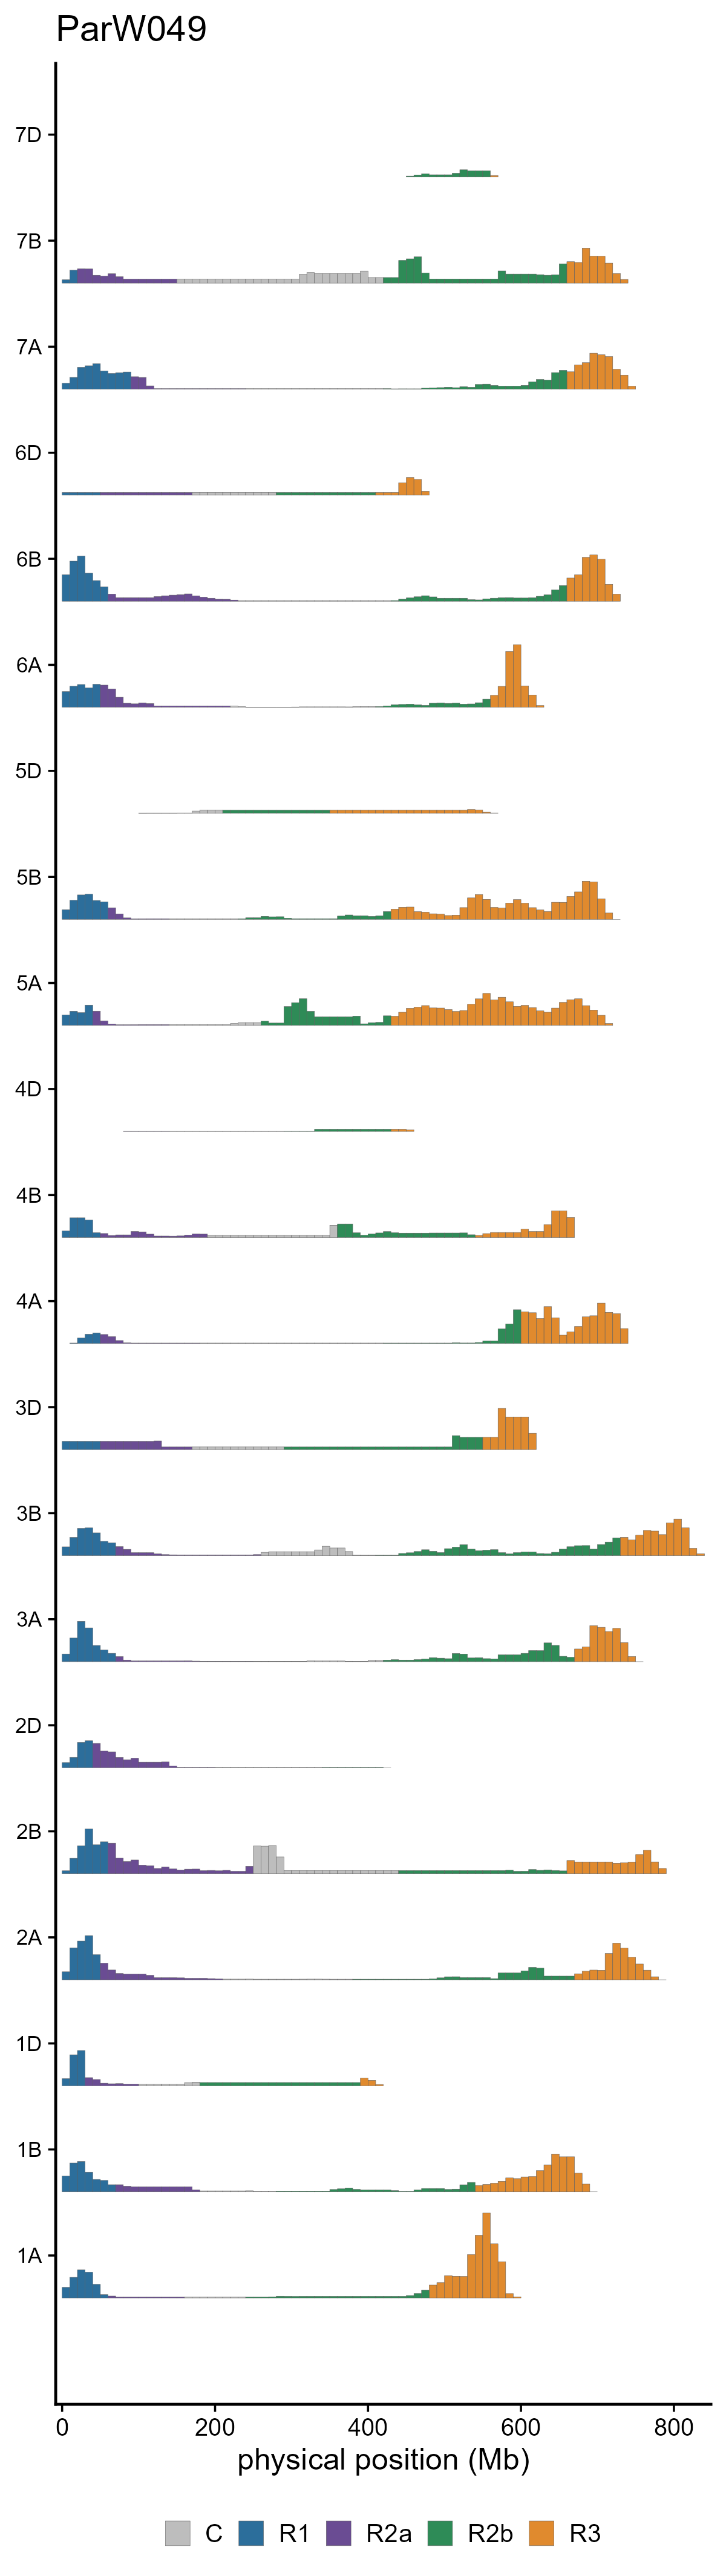 ParW049
7D
7B
7A
6D
6B
6A
5D
5B
5A
4D
4B
4A
3D
3B
3A
2D
2B
2A
1D
1B
1A
0 200 400 600 800
physical position (Mb)
C R1 R2a R2b R3